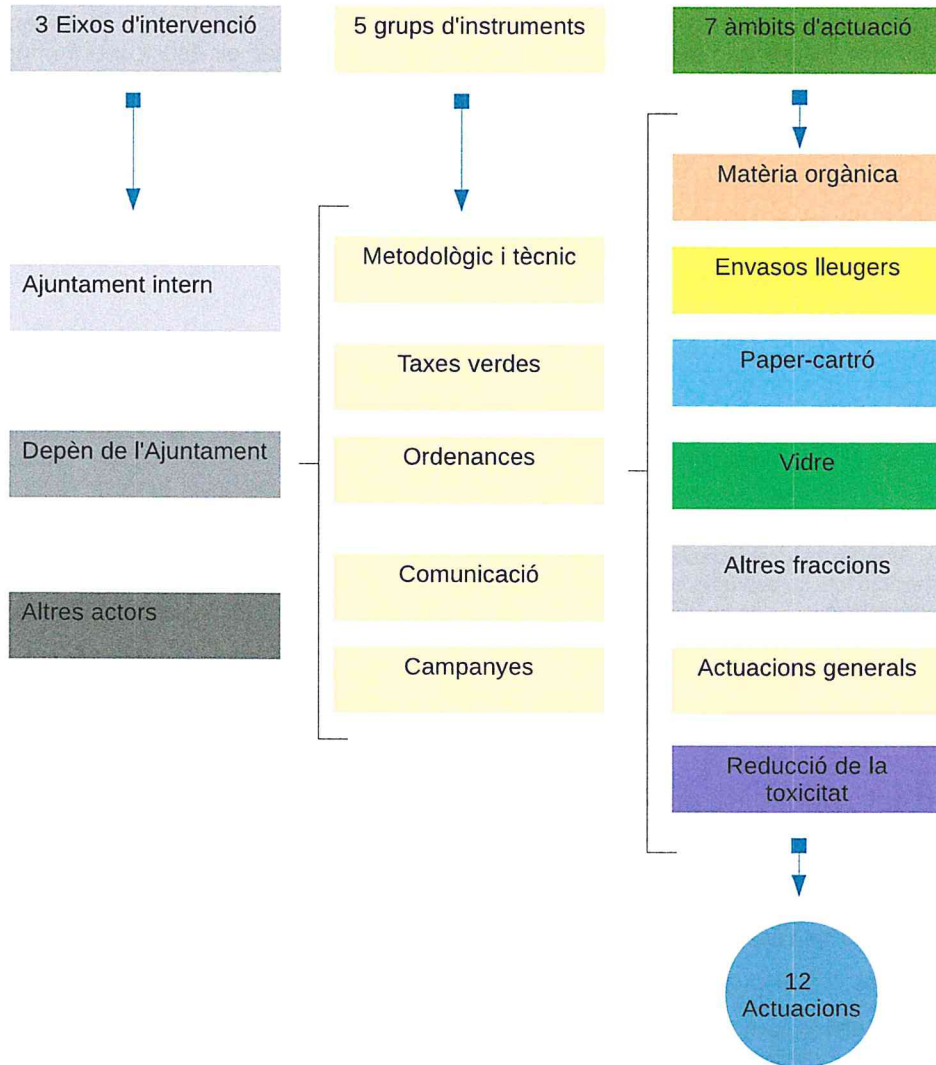 3 Eixos d'intervenció
5 grups d'instruments
7 àmbits d'actuació
Ajuntament intern
Depèn de l'Ajuntament
Altres actors
Metodològic i tècnic
Taxes verdes
Ordenances
Comunicació
Campanyes
Matèria orgànica
Envasos lleugers
Paper-cartró
Vidre
Altres fraccions
Actuacions generals
Reducció de la
toxicitat
12
Actuacions